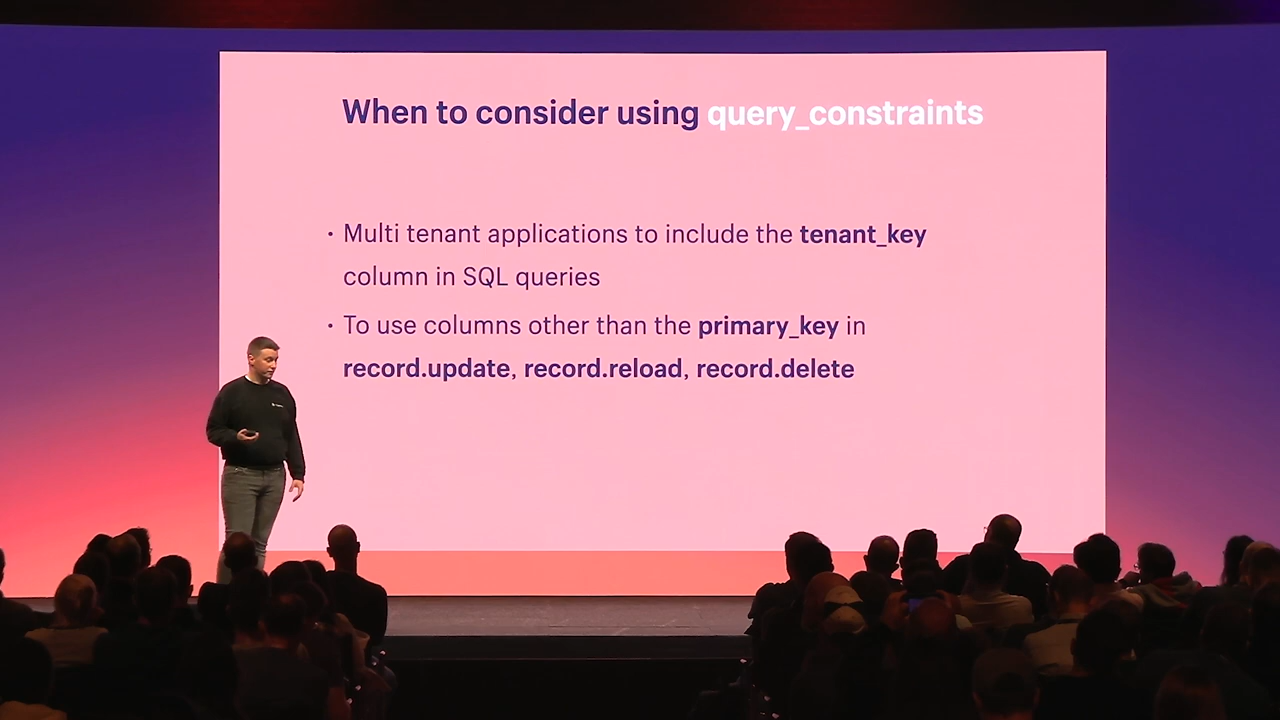 When to consider using query_constraints
• Multi tenant applications to include the tenant_key
column in SQL queries
• To use columns other than the primary_key in
record.update, record.reload, record.delete